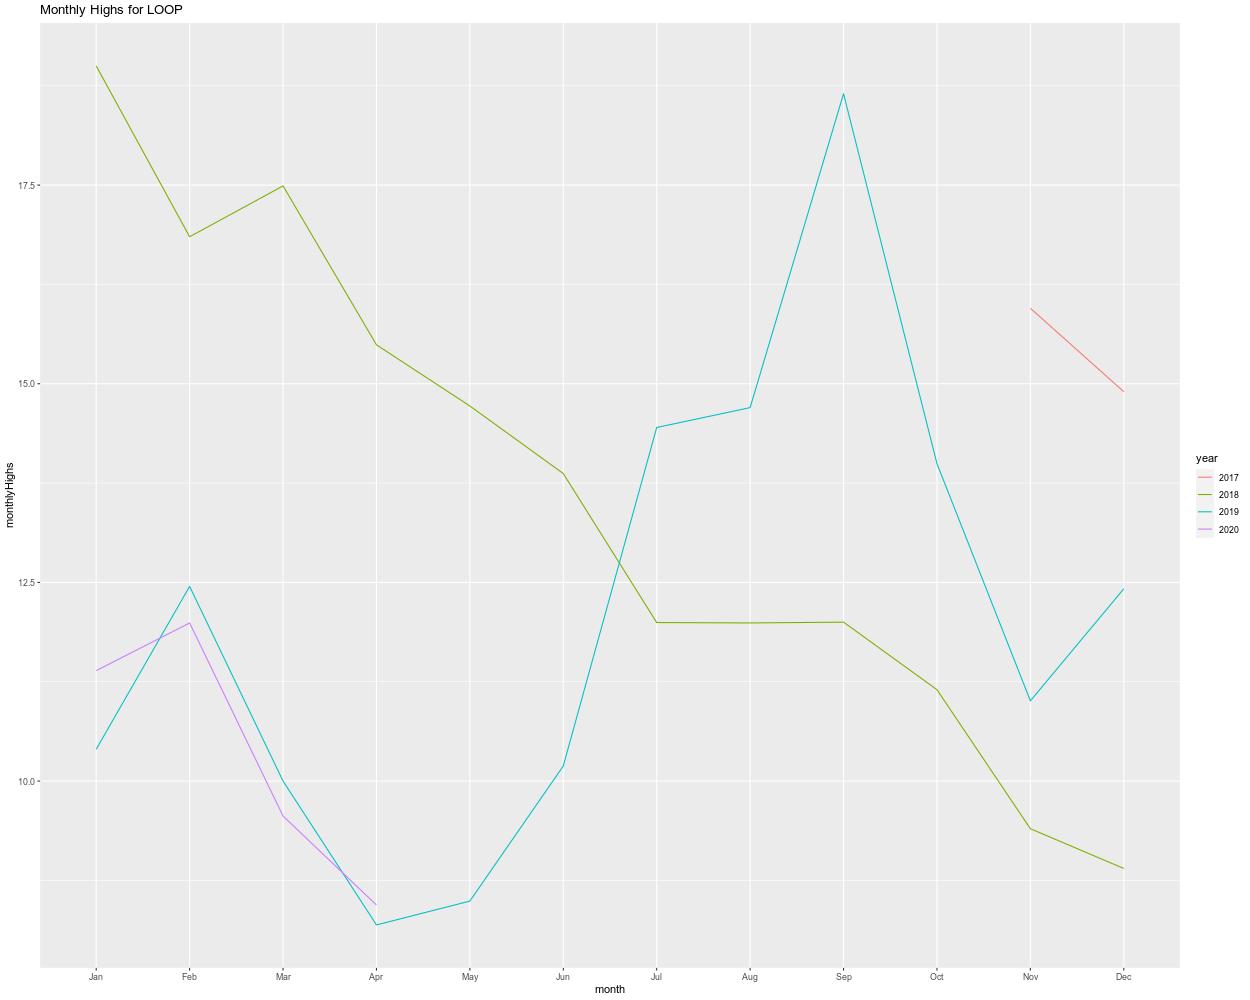 Monthly Highs for LOOP
monthlyHighs
17.5
15.0
12.5
10.0
Jan Feb Mar Apr May Jun Jul Aug Sep Oct Nov Dec
month
year
2017
2018
2019
2020